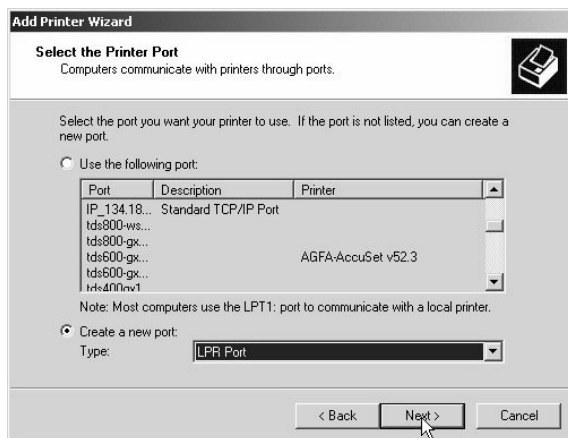 Add Printer Wizard
Select the Printer Port
Computers communicate with printers through ports.
Select the port you want your printer to use. If the port is not listed, you can create a
new port.
Use the following port:
Port Description Printer
IP_134.18... Standard TCP/IP Port
tds800-ws...
tds800-gx...
tds600-gx... AGFA-AccuSet v52.3
tds600-gx...
tds400gx1
Note: Most computers use the LPT1: port to communicate with a local printer.
Create a new port:
Type: LPR Port
< Back Next > Cancel